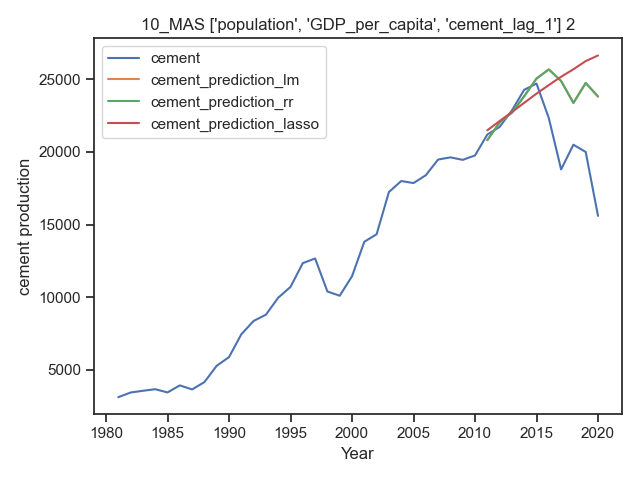 10_MAS ['population', 'GDP_per_capita', 'cement_lag_1'] 2
cement
cement_prediction_lm
cement_prediction_rr
cement_prediction_lasso
25000
20000
15000
10000
5000
cement production
1980 1985 1990 1995 2000 2005 2010 2015 2020
Year